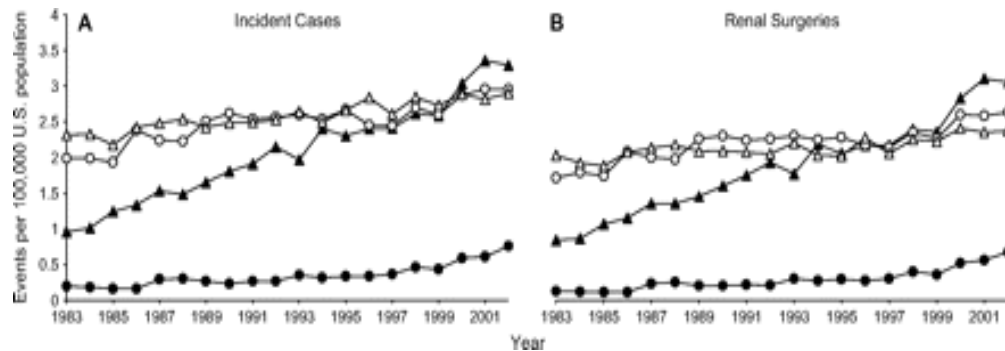 A Incident Cases
B Renal Surgeries
Events per 100,000 U.S. population
4
3.5
3
2.5
2
1.5
1
0.5
0
1983 1985 1987 1989 1991 1993 1995 1997 1999 2001
1983 1985 1987 1989 1991 1993 1995 1997 1999 2001
Year